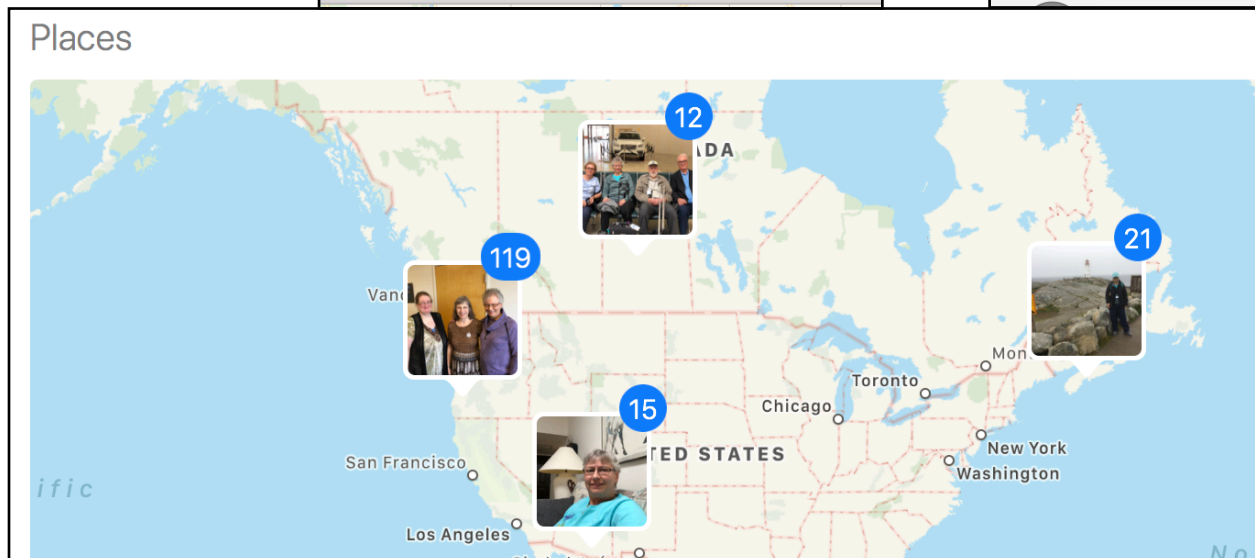 Places
12
ADA
119
21
Vanc
Mon
Toronto
15
Chicago
TED STATES
New York
San Francisco
Washington
ific
Los Angeles
No